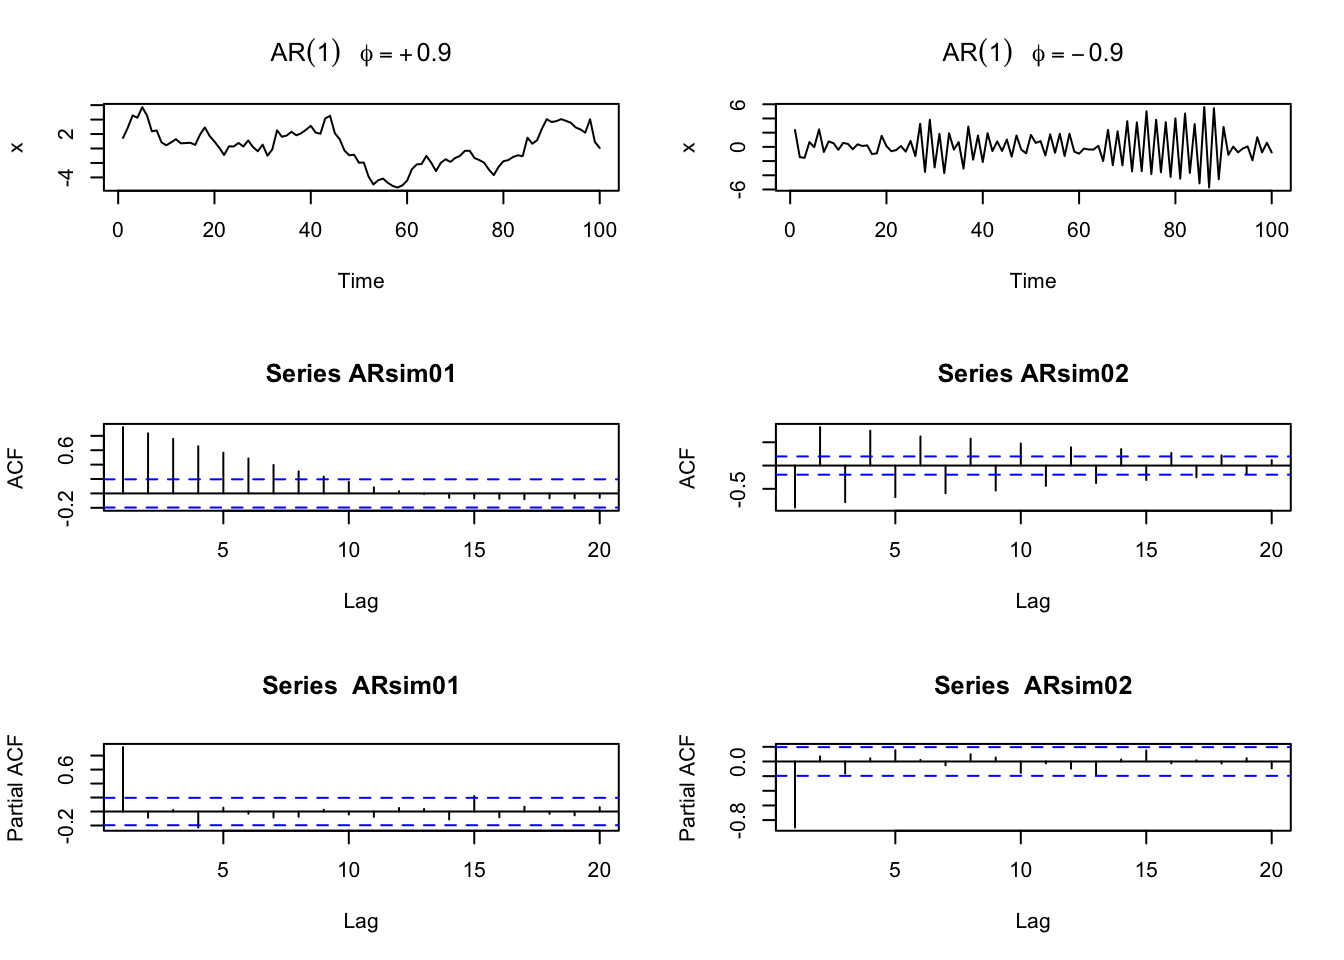 AR(1) ϕ = +0.9
x
2
-4
0 20 40 60 80 100
Time
AR(1) ϕ = −0.9
x
6
0
-6
0 20 40 60 80 100
Time
Series ARsim01
ACF
0.6
-0.2
5 10 15 20
Lag
Series ARsim02
ACF
-0.5
5 10 15 20
Lag
Series ARsim01
Partial ACF
0.6
-0.2
5 10 15 20
Lag
Series ARsim02
Partial ACF
0.0
-0.8
5 10 15 20
Lag